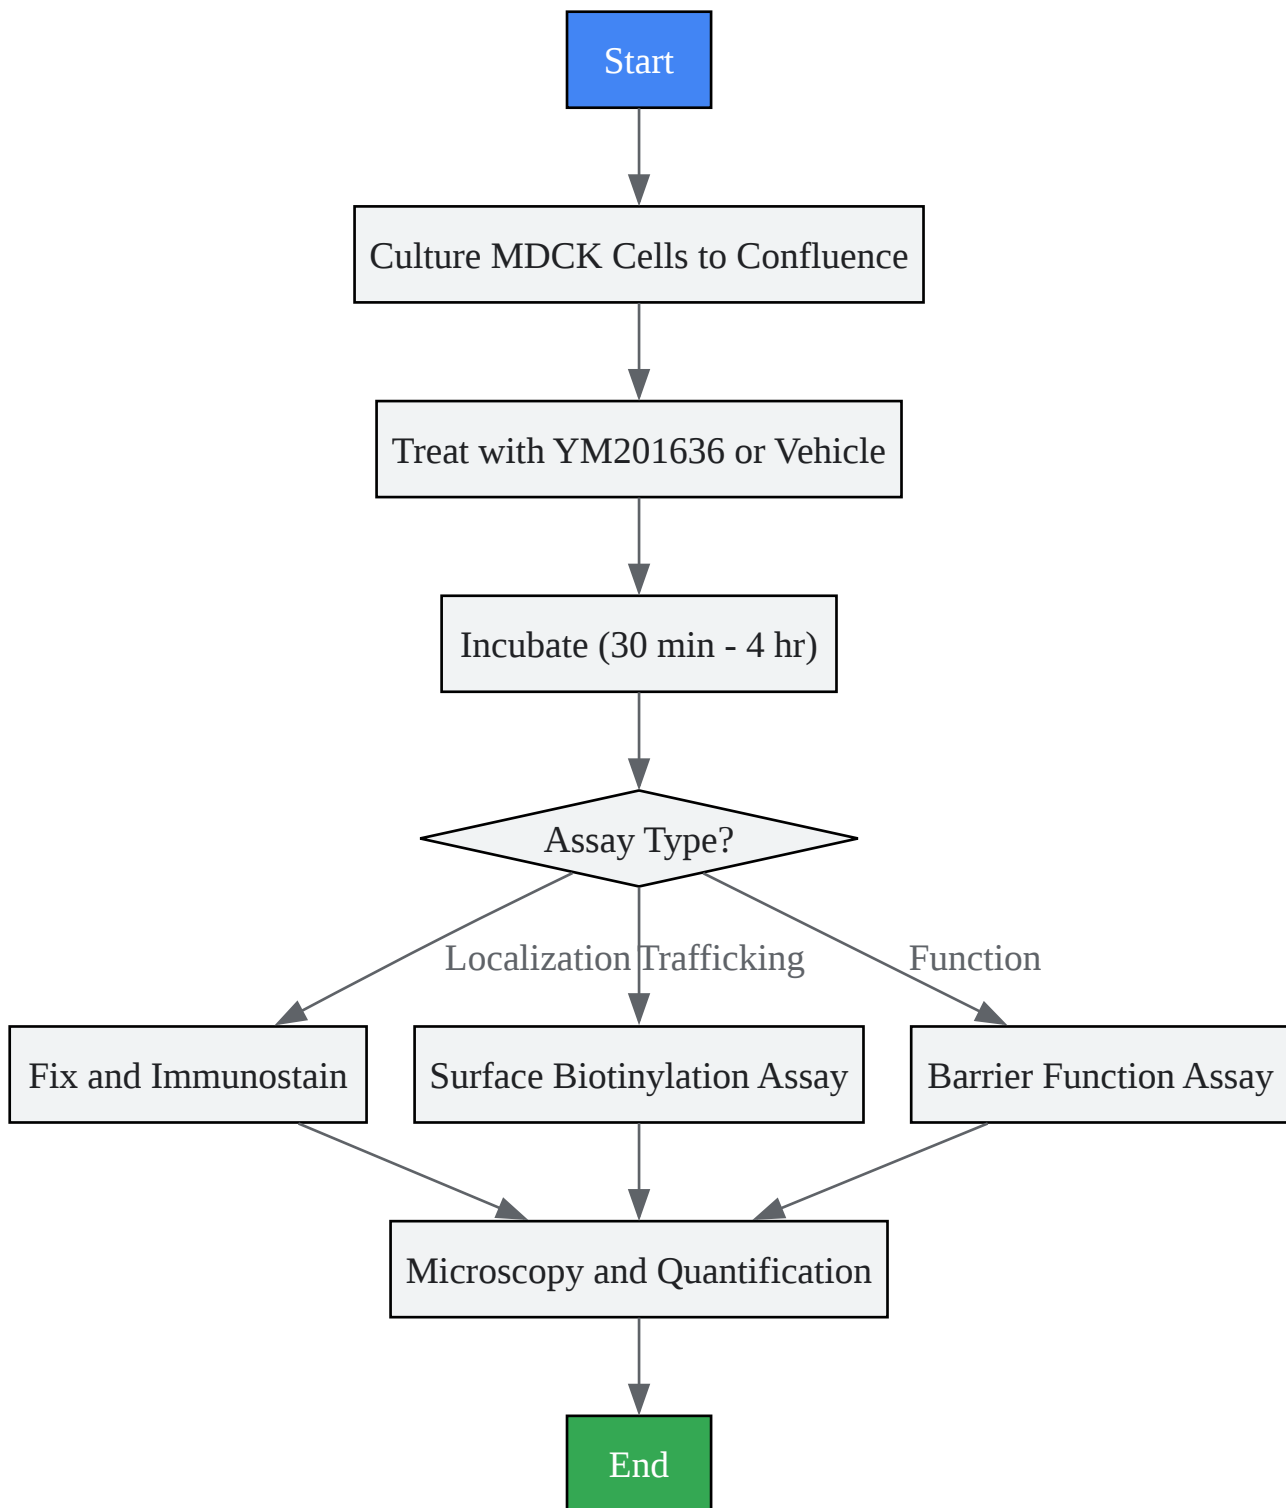 Start
Culture MDCK Cells to Confluence
Treat with YM201636 or Vehicle
Incubate (30 min - 4 hr)
Assay Type?
Localization
Trafficking
Function
Fix and Immunostain
Surface Biotinylation Assay
Barrier Function Assay
Microscopy and Quantification
End